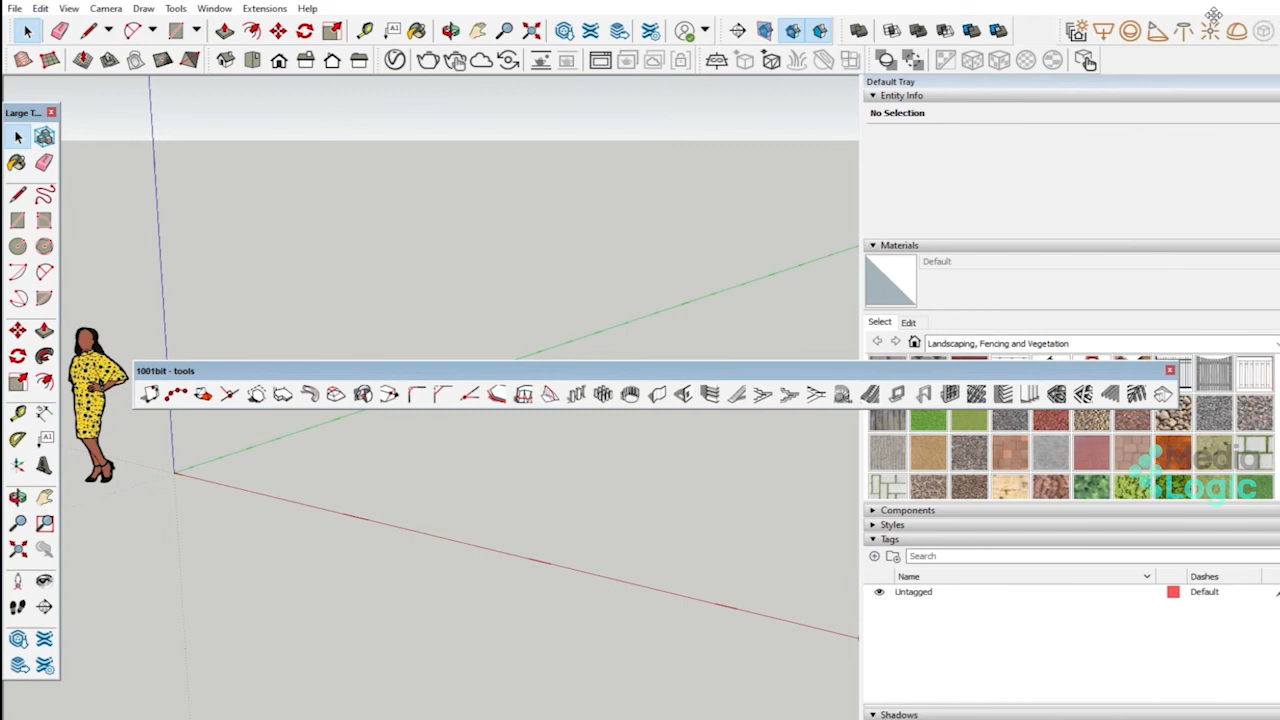 File Edit View Camera Draw Tools Window Extensions Help
Default Tray
Entity Info
No Selection
Large T...
Materials
Default
Select Edit
Landscaping, Fencing and Vegetation
1001bit - tools
Media
Logic
Components
Styles
Tags
Search
Name Dashes
Untagged Default
Shadows